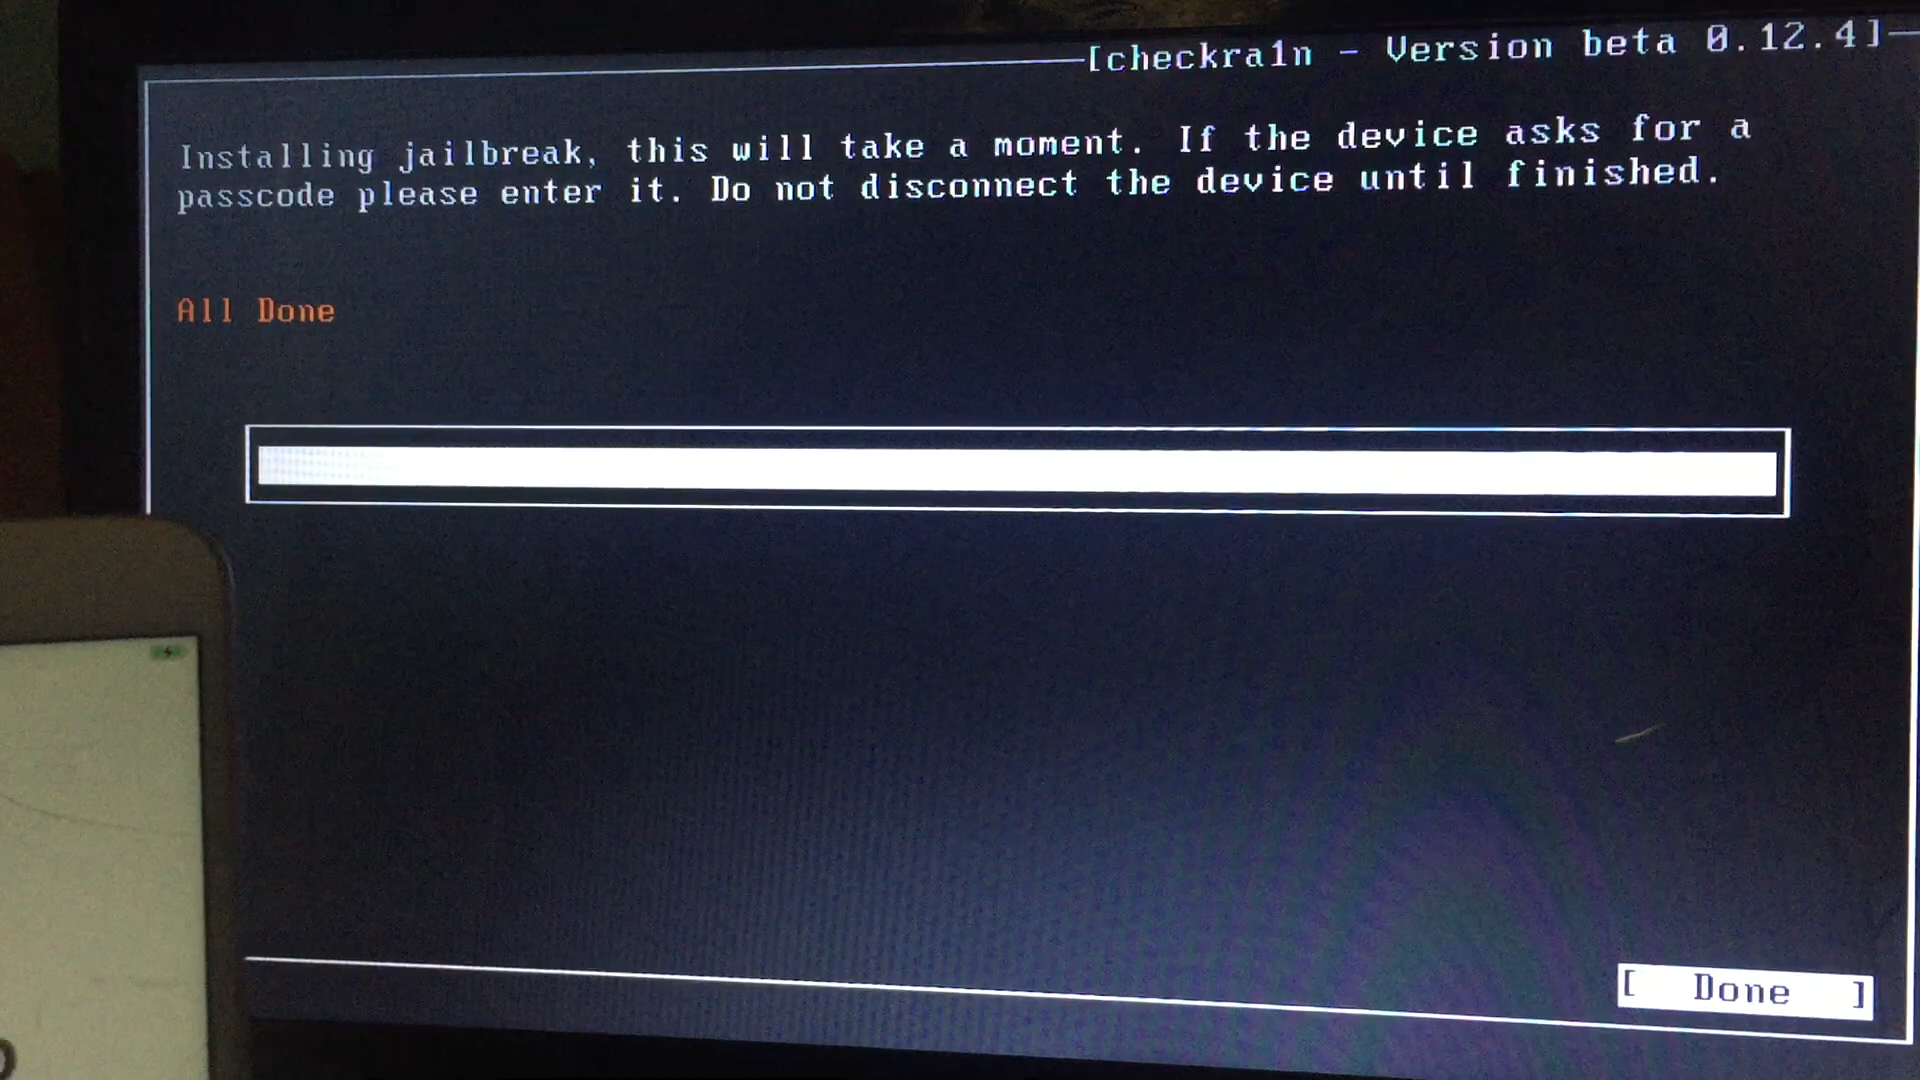 [checkra1n - Version beta 0.12.4]
Installing jailbreak, this will take a moment. If the device asks for a
passcode please enter it. Do not disconnect the device until finished.
All Done
[ Done ]